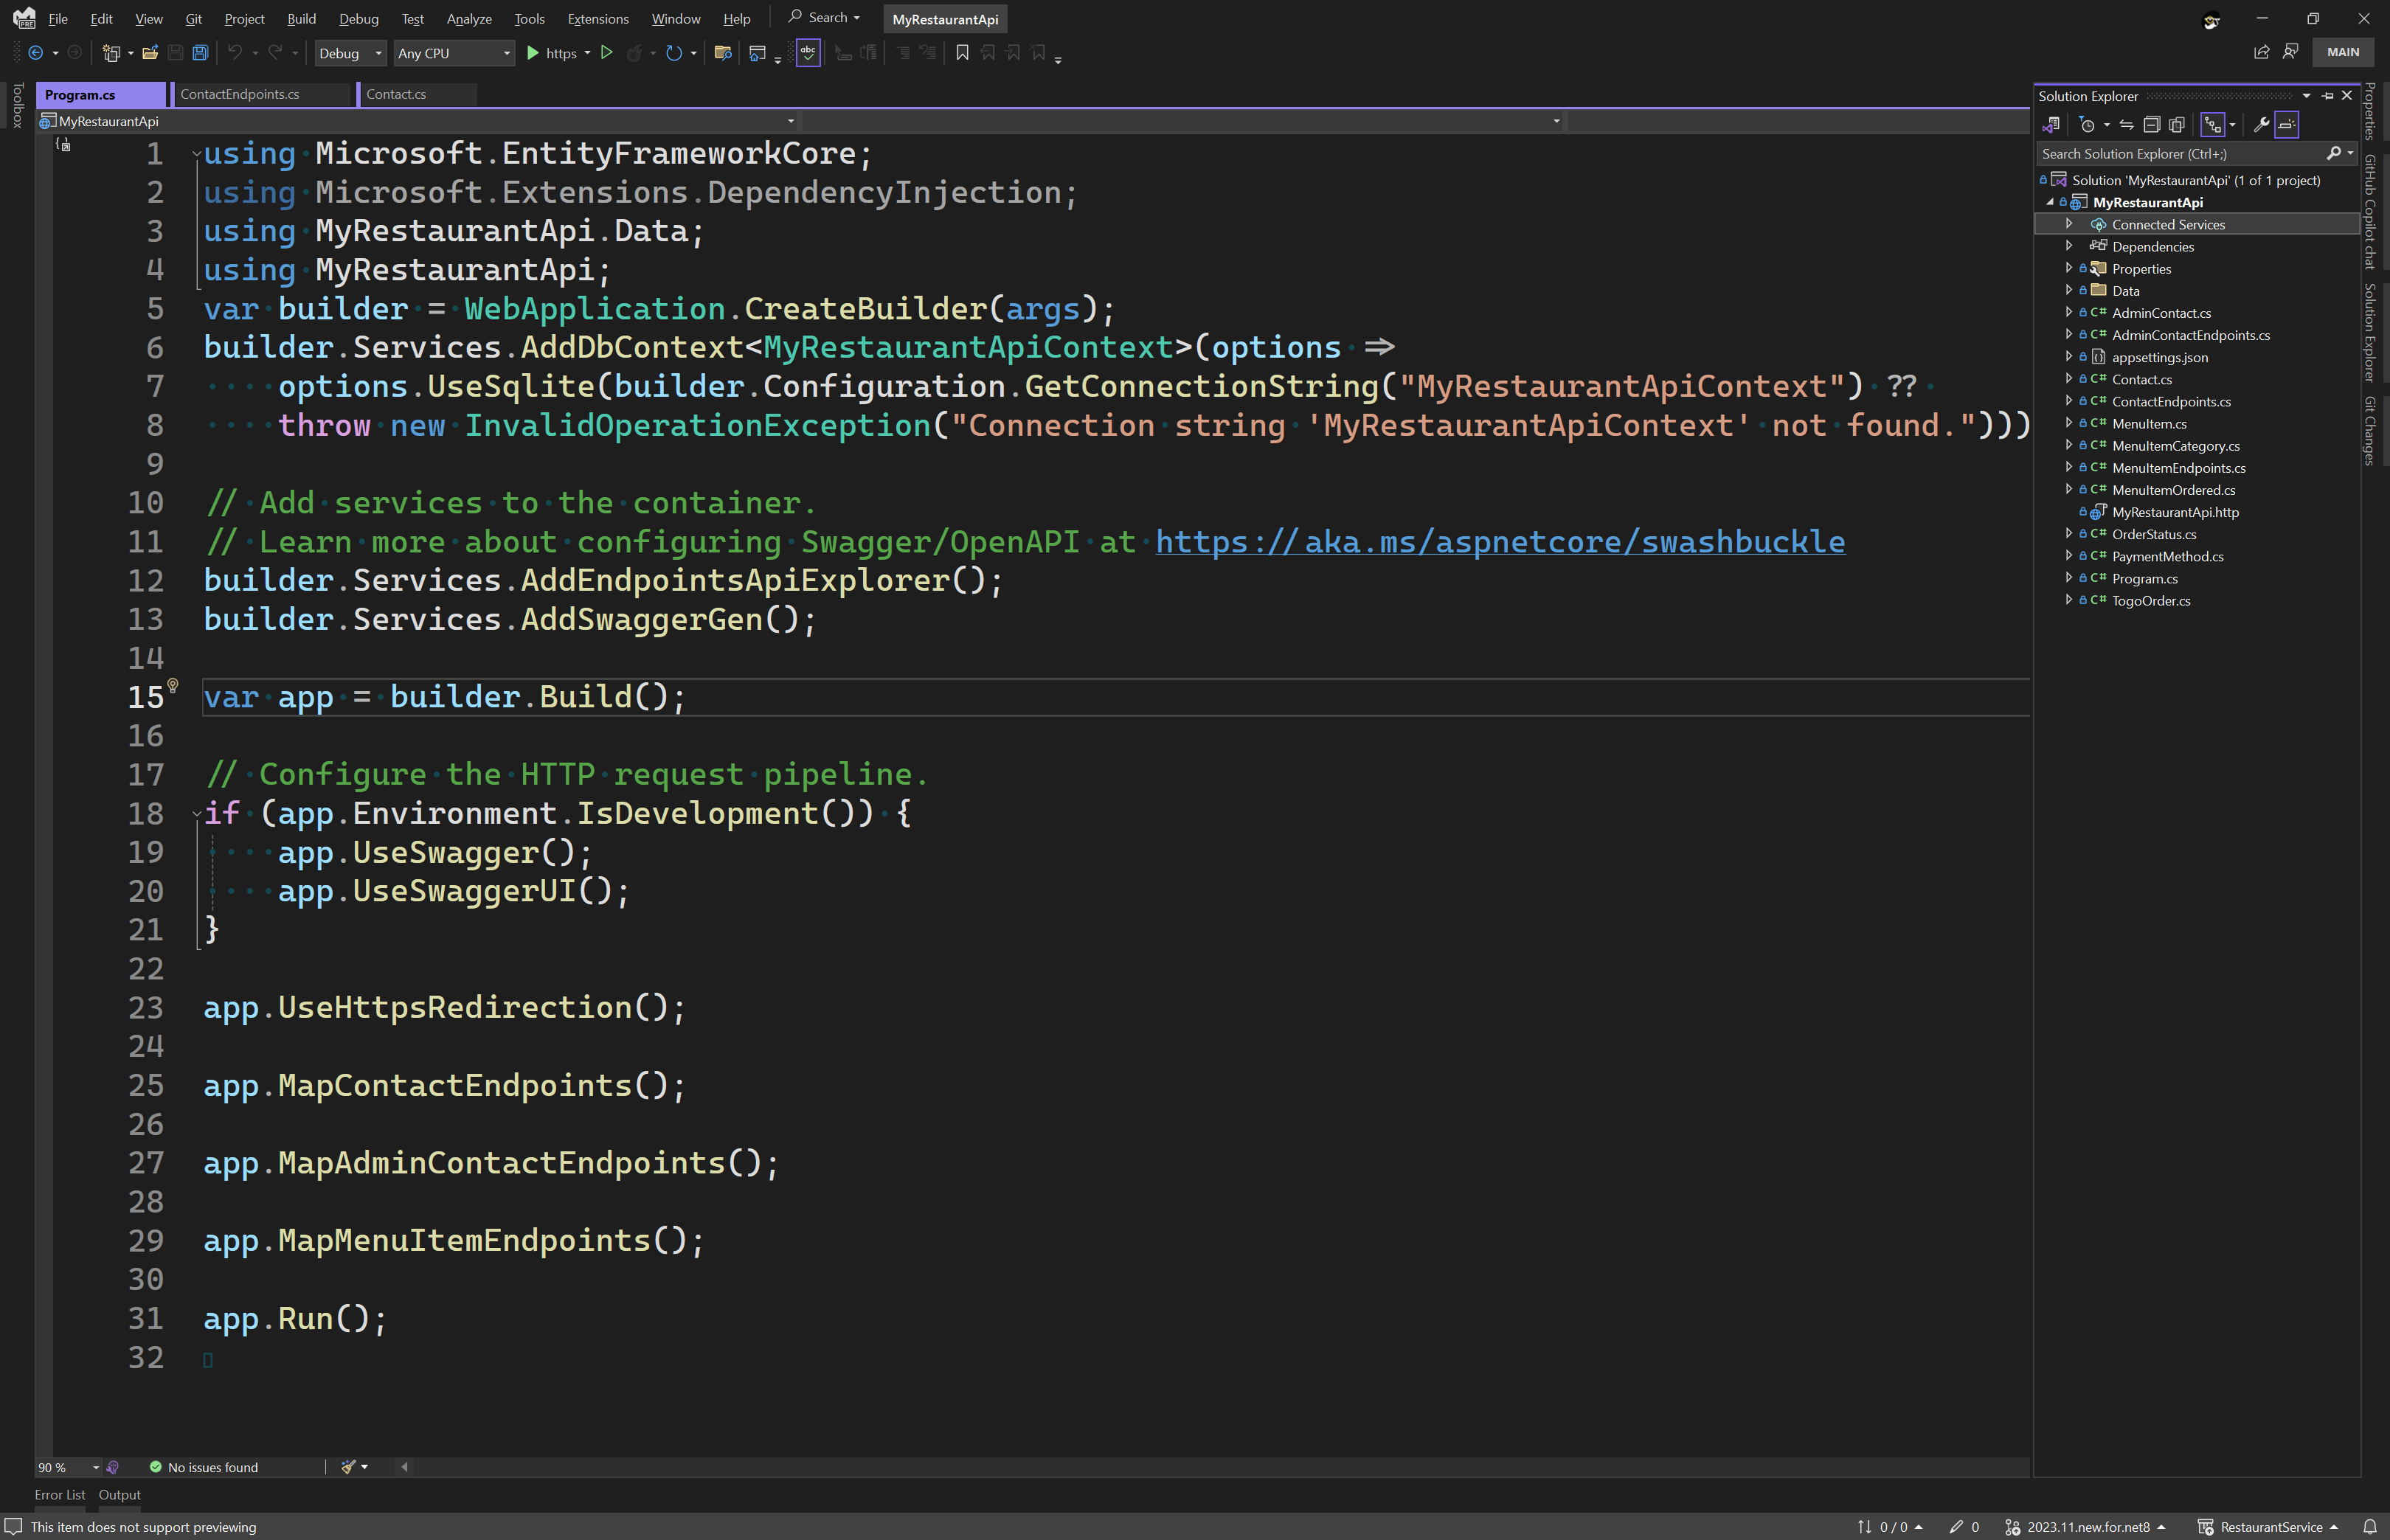 File Edit View Git Project Build Debug Test Analyze Tools Extensions Window Help Search MyRestaurantApi
Debug Any CPU https MAIN
Toolbox
Program.cs ContactEndpoints.cs Contact.cs
MyRestaurantApi
1 using Microsoft.EntityFrameworkCore;
2 using Microsoft.Extensions.DependencyInjection;
3 using MyRestaurantApi.Data;
4 using MyRestaurantApi;
5 var builder = WebApplication.CreateBuilder(args);
6 builder.Services.AddDbContext<MyRestaurantApiContext>(options =>
7 options.UseSqlite(builder.Configuration.GetConnectionString("MyRestaurantApiContext") ??
8 throw new InvalidOperationException("Connection string 'MyRestaurantApiContext' not found.")))
9
10 // Add services to the container.
11 // Learn more about configuring Swagger/OpenAPI at https://aka.ms/aspnetcore/swashbuckle
12 builder.Services.AddEndpointsApiExplorer();
13 builder.Services.AddSwaggerGen();
14
15 var app = builder.Build();
16
17 // Configure the HTTP request pipeline.
18 if (app.Environment.IsDevelopment()) {
19 app.UseSwagger();
20 app.UseSwaggerUI();
21 }
22
23 app.UseHttpsRedirection();
24
25 app.MapContactEndpoints();
26
27 app.MapAdminContactEndpoints();
28
29 app.MapMenuItemEndpoints();
30
31 app.Run();
32
90 % No issues found
Error List Output
This item does not support previewing
0 / 0 0 2023.11.new.for.net8 RestaurantService
Solution Explorer
Search Solution Explorer (Ctrl+;)
Solution 'MyRestaurantApi' (1 of 1 project)
MyRestaurantApi
Connected Services
Dependencies
Properties
Data
C# AdminContact.cs
C# AdminContactEndpoints.cs
appsettings.json
C# Contact.cs
C# ContactEndpoints.cs
C# MenuItem.cs
C# MenuItemCategory.cs
C# MenuItemEndpoints.cs
C# MenuItemOrdered.cs
MyRestaurantApi.http
C# OrderStatus.cs
C# PaymentMethod.cs
C# Program.cs
C# TogoOrder.cs
Properties
GitHub Copilot chat
Solution Explorer
Git Changes